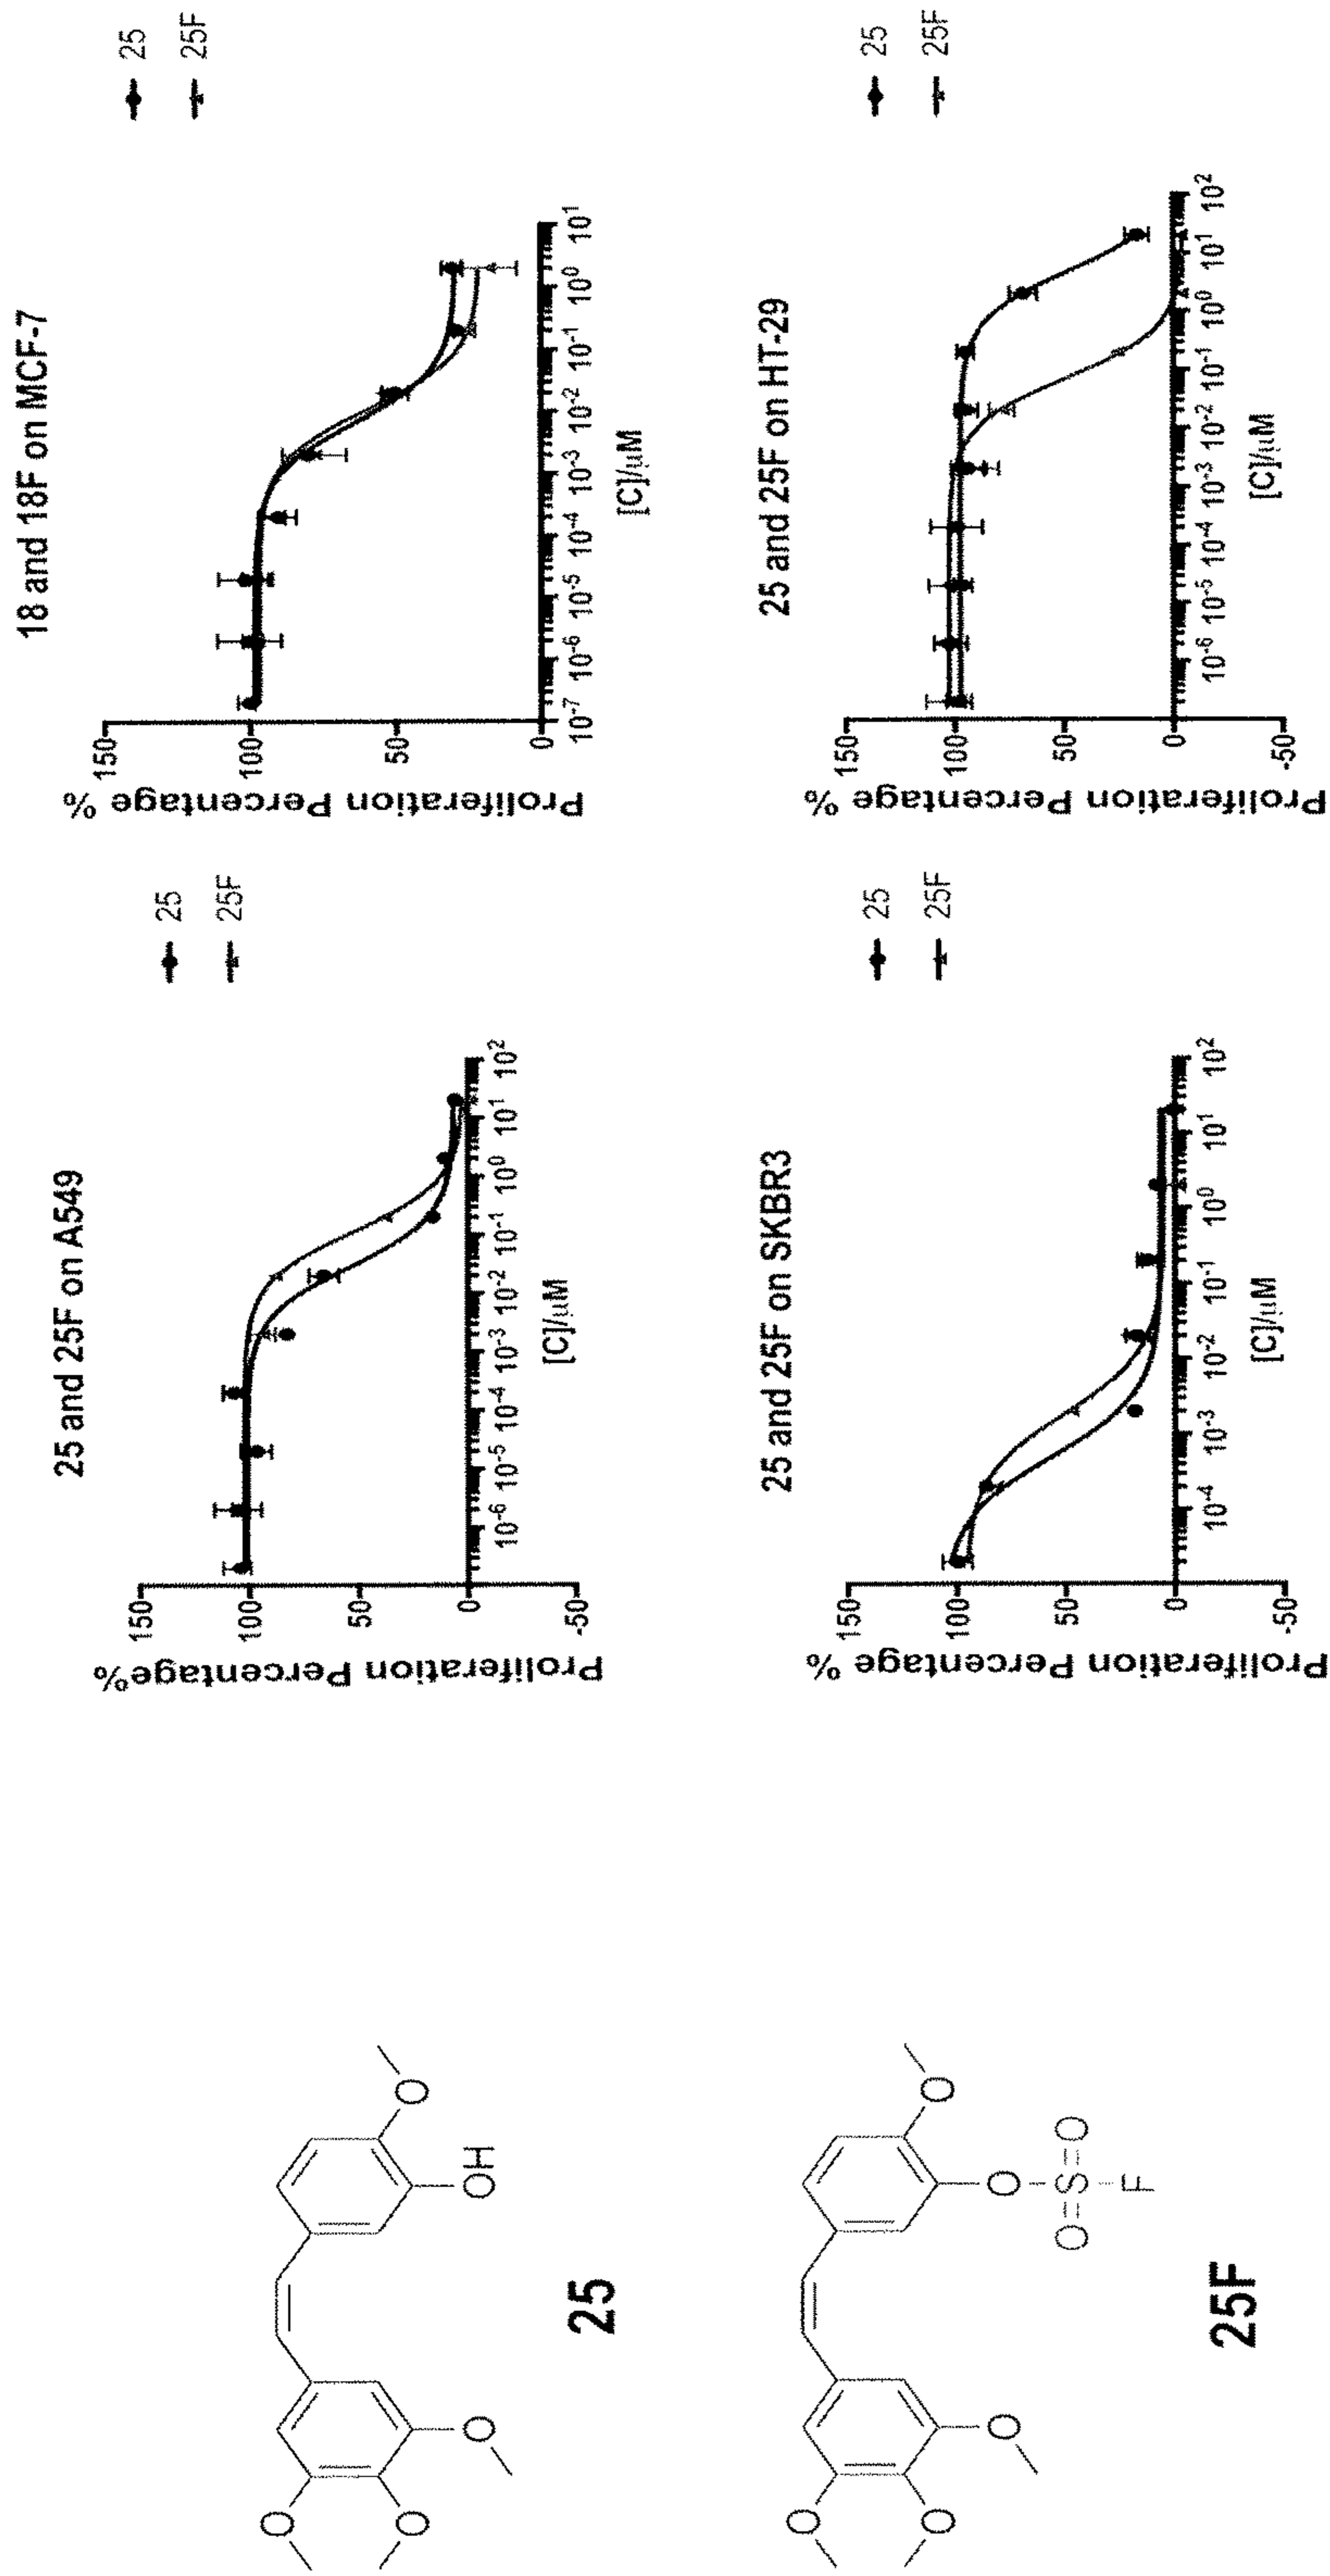 25
25F
O
O
O
OH
O
O
O
O
O
O
O=S=O
F
25 and 25F on A549
Proliferation Percentage%
150
100
50
0
-50
10-6 10-5 10-4 10-3 10-2 10-1 100 101 102
[C]/μM
25
25F
18 and 18F on MCF-7
Proliferation Percentage %
150
100
50
0
10-7 10-6 10-5 10-4 10-3 10-2 10-1 100 101
[C]/μM
25
25F
25 and 25F on SKBR3
Proliferation Percentage %
150
100
50
0
-50
10-4 10-3 10-2 10-1 100 101 102
[C]/μM
25
25F
25 and 25F on HT-29
Proliferation Percentage %
150
100
50
0
-50
10-6 10-5 10-4 10-3 10-2 10-1 100 101 102
[C]/μM
25
25F